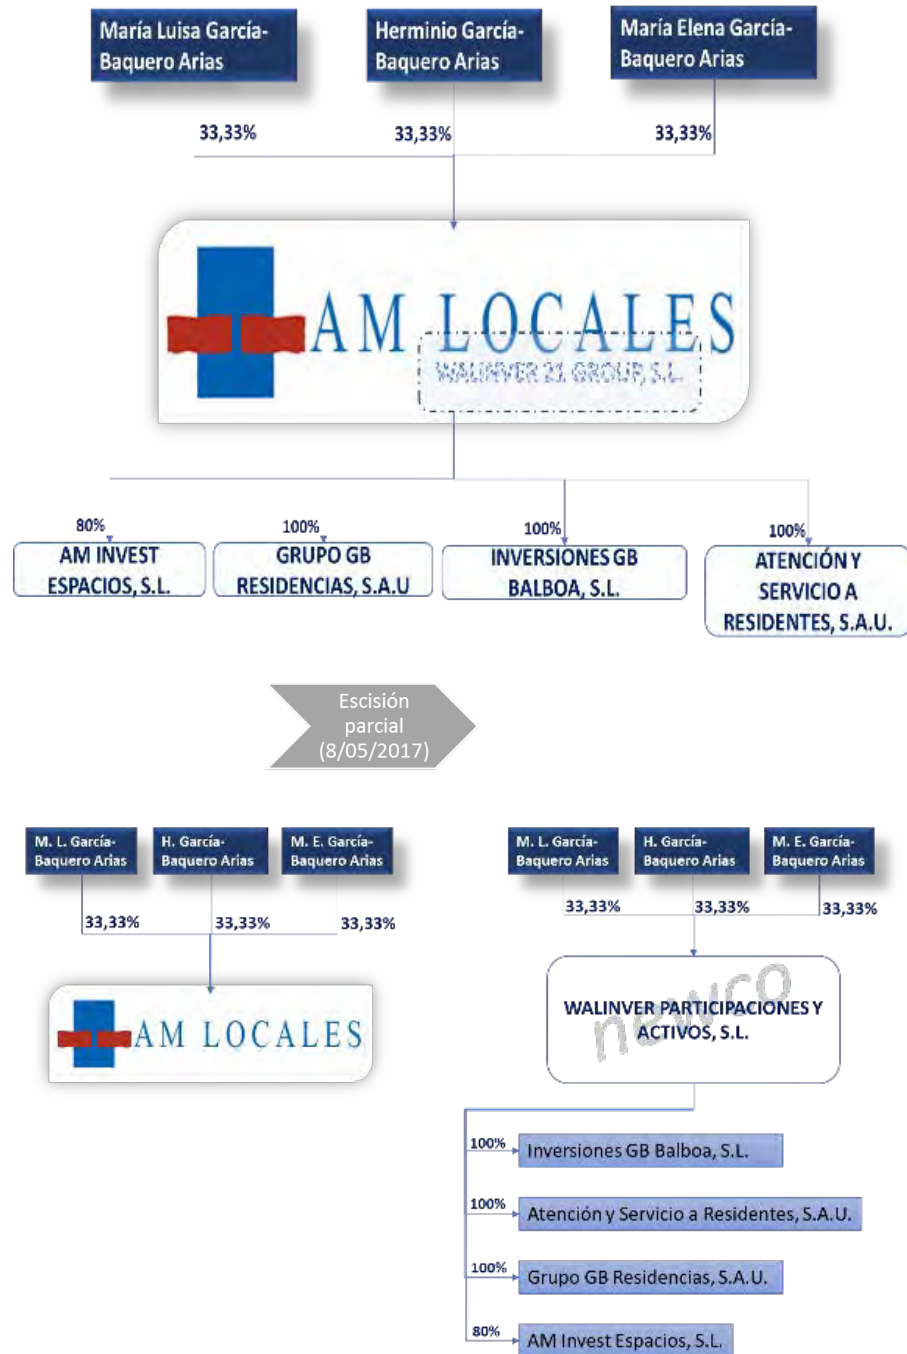 María Luisa García-
Baquero Arias
Herminio García-
Baquero Arias
María Elena García-
Baquero Arias
33,33%
33,33%
33,33%
AM LOCALES
WALINVER 21 GROUP, S.L.
80%
AM INVEST
ESPACIOS, S.L.
100%
GRUPO GB
RESIDENCIAS, S.A.U
100%
INVERSIONES GB
BALBOA, S.L.
100%
ATENCIÓN Y
SERVICIO A
RESIDENTES, S.A.U.
Escisión
parcial
(8/05/2017)
M. L. García-
Baquero Arias
H. García-
Baquero Arias
M. E. García-
Baquero Arias
33,33%
33,33%
33,33%
AM LOCALES
M. L. García-
Baquero Arias
H. García-
Baquero Arias
M. E. García-
Baquero Arias
33,33%
33,33%
33,33%
newco
WALINVER PARTICIPACIONES Y
ACTIVOS, S.L.
100%
Inversiones GB Balboa, S.L.
100%
Atención y Servicio a Residentes, S.A.U.
100%
Grupo GB Residencias, S.A.U.
80%
AM Invest Espacios, S.L.